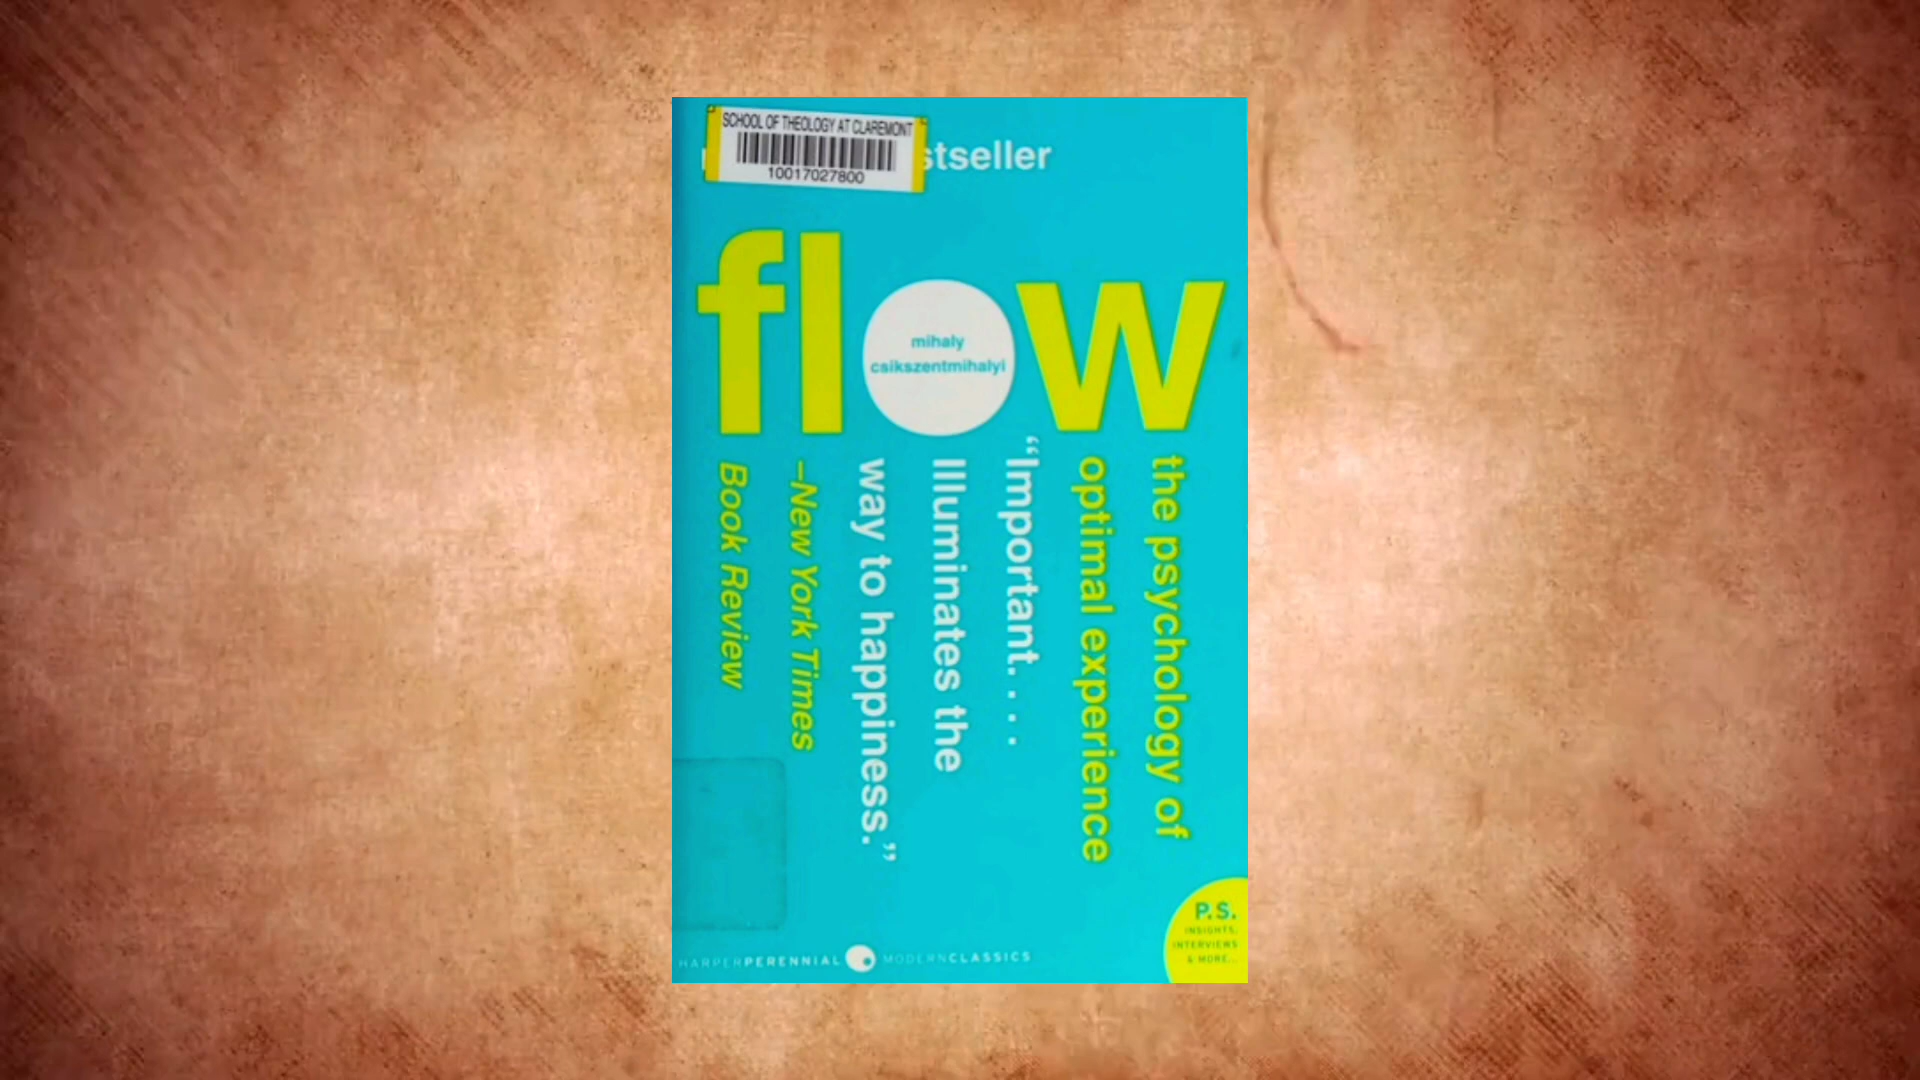 SCHOOL OF THEOLOGY AT CLAREMONT
10017027800
stseller
flow
mihaly
csikszentmihalyi
the psychology of
optimal experience
“Important. . . .
Illuminates the
way to happiness.”
–New York Times
Book Review
P.S.
INSIGHTS,
INTERVIEWS
& MORE...
HARPERPERENNIAL MODERNCLASSICS